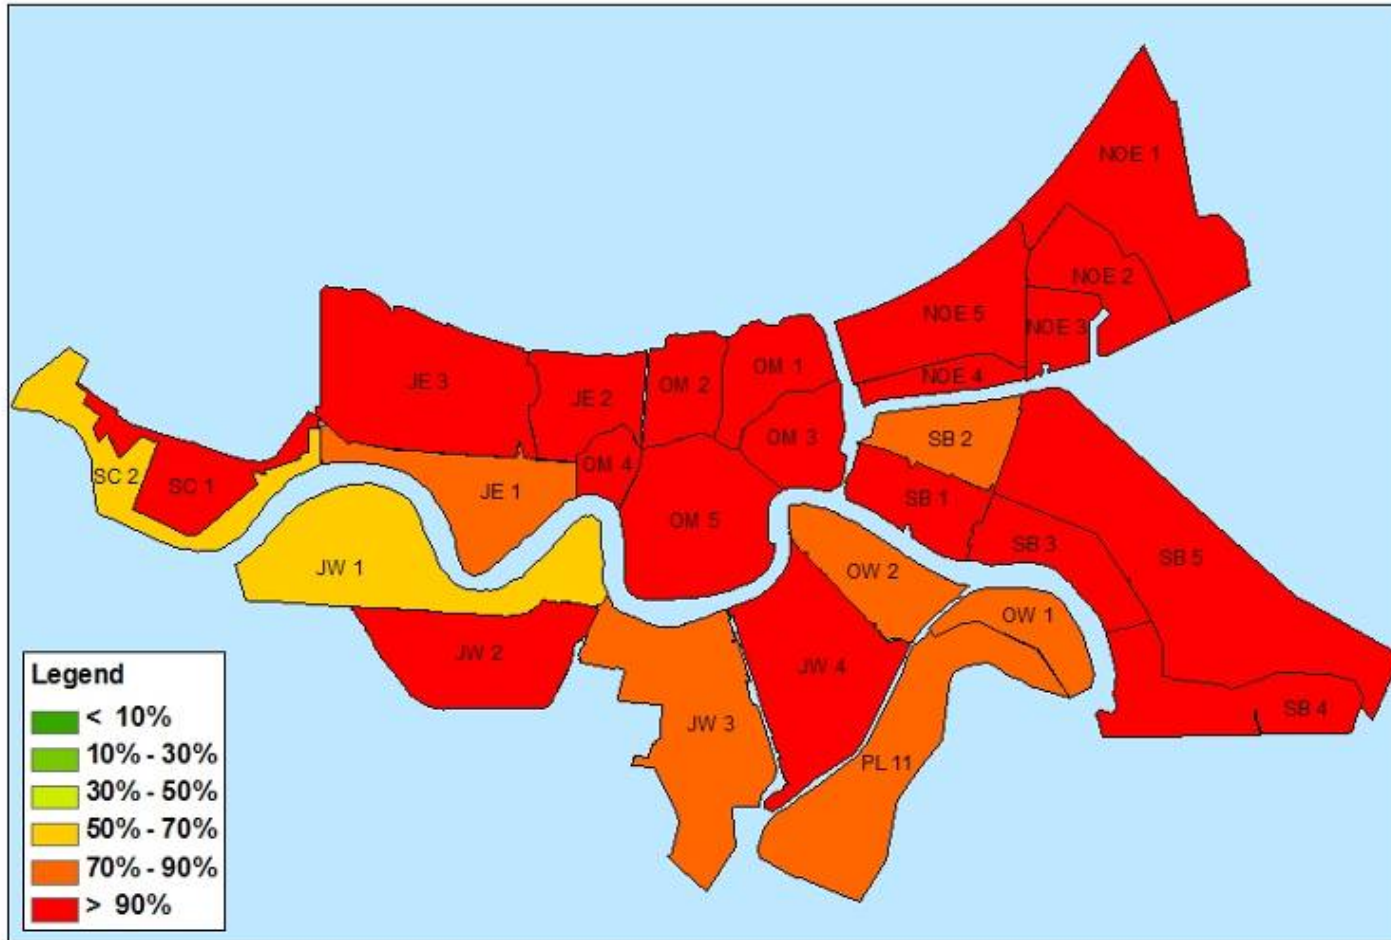 NOE 1
NOE 2
NOE 5
NOE 3
NOE 4
OM 1
OM 2
JE 3
JE 2
OM 3
SB 2
OM 4
SC 2
SC 1
JE 1
SB 1
OM 5
SB 3
SB 5
JW 1
OW 2
OW 1
JW 2
JW 4
SB 4
JW 3
PL 11
Legend
< 10%
10% - 30%
30% - 50%
50% - 70%
70% - 90%
> 90%